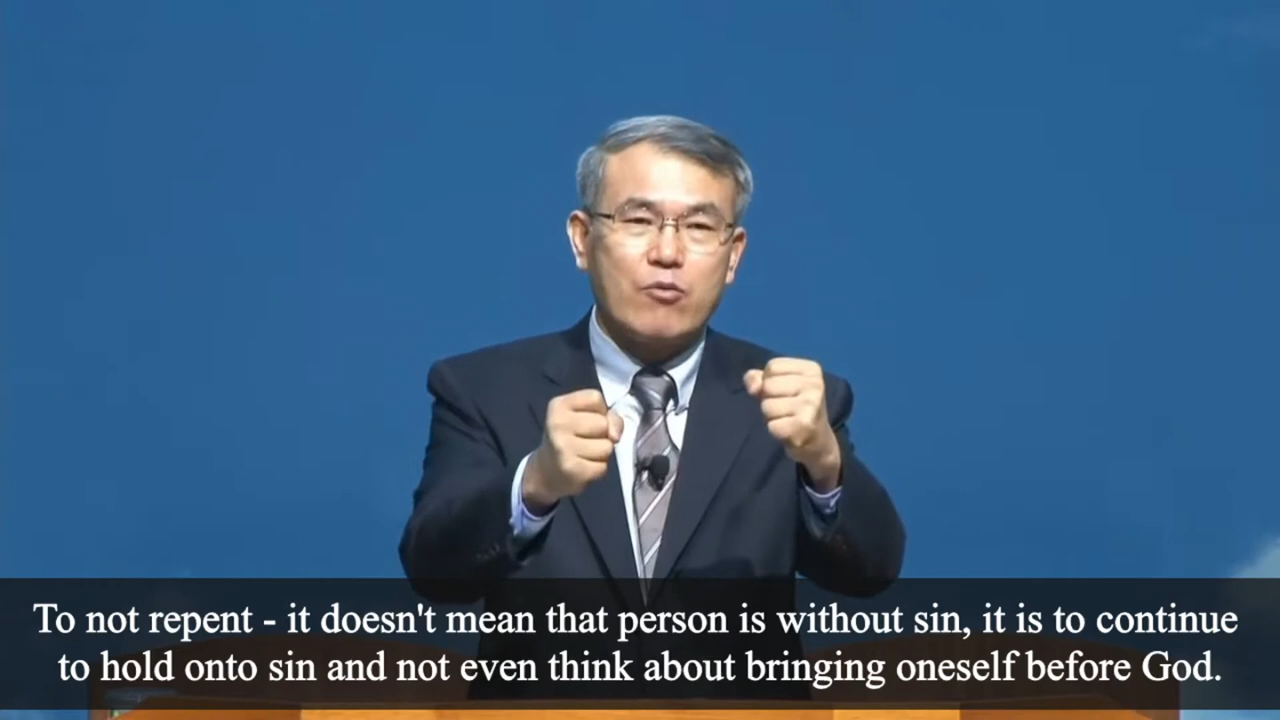 To not repent - it doesn't mean that person is without sin, it is to continue
to hold onto sin and not even think about bringing oneself before God.